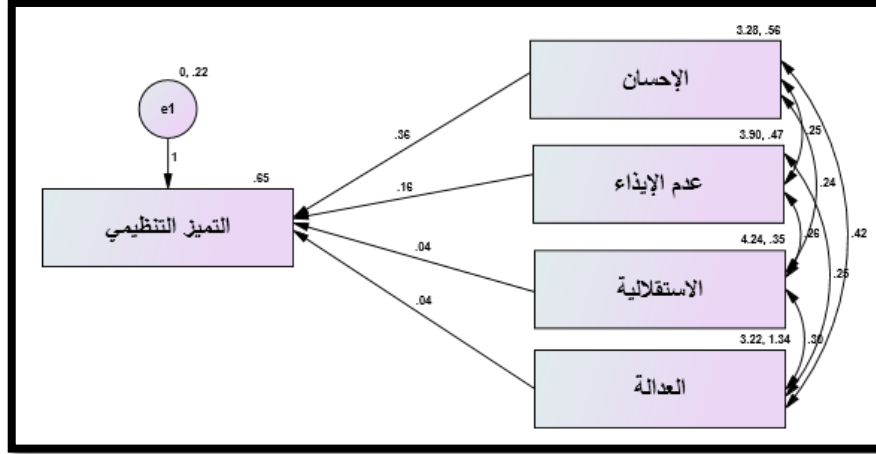 3.28, .56
الإحسان
0, .22
e1
1
.36
.25
3.90, .47
عدم الإيذاء
.65
التميز التنظيمي
.16
.24
4.24, .35
.26
.42
الاستقلالية
.04
.25
.04
3.22, 1.34
.30
العدالة